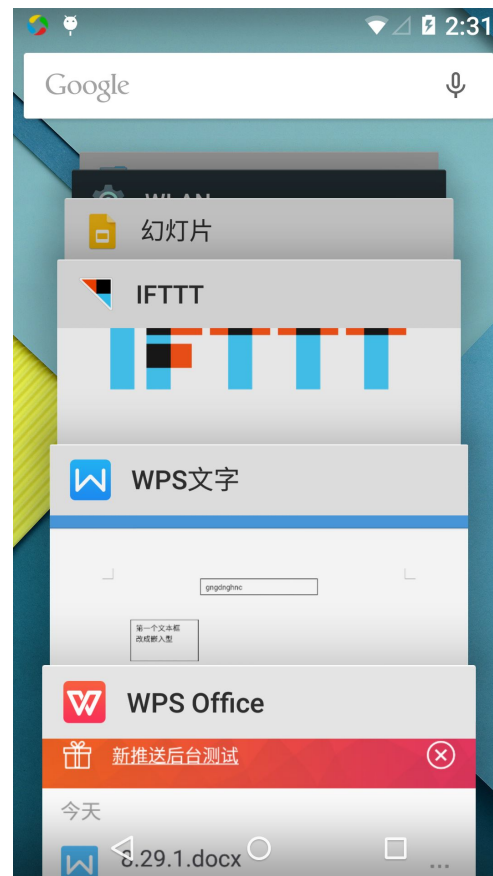 2:31
Google
WLAN
幻灯片
IFTTT
IFTTT
WPS文字
gngdnghnc
第一个文本框
改成嵌入型
WPS Office
新推送后台测试
今天
8.29.1.docx